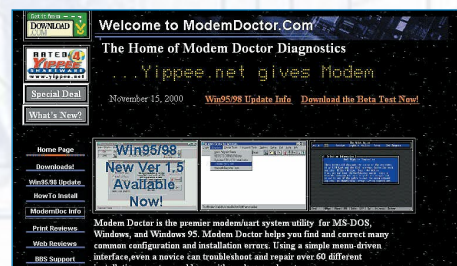 Get it from
DOWNLOAD
.COM
Welcome to ModemDoctor.Com
The Home of Modem Doctor Diagnostics
RATED 4
Yippee
SHAREWARE
www.yippee.net
...Yippee.net gives Modem
Special Deal
November 15, 2000
Win95/98 Update Info
Download the Beta Test Now!
What's New?
Home Page
Downloads!
Win95/98 Update
HowTo Install
ModemDoc Info
Print Reviews
Web Reviews
BBS Support
Win95/98
New Ver 1.5
Available
Now!
Modem Doctor is the premier modem/uart system utility for MS-DOS,
Windows, and Windows 95. Modem Doctor helps you find and correct many
common configuration and installation errors. Using a simple menu-driven
interface,even a novice can troubleshoot and repair over 60 different